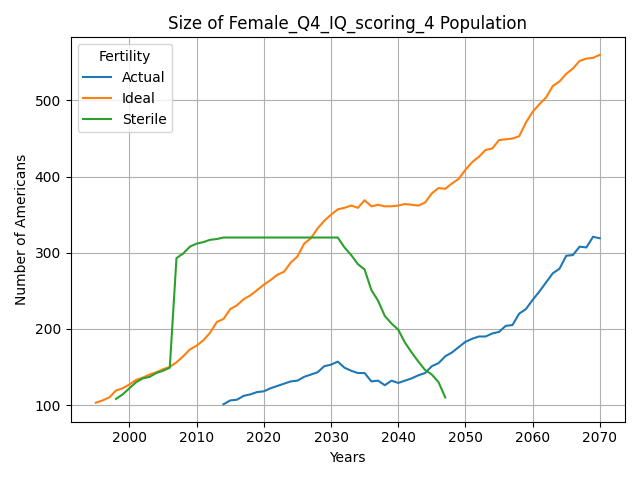 Size of Female_Q4_IQ_scoring_4 Population
Fertility
Actual
Ideal
Sterile
Number of Americans
500
400
300
200
100
2000
2010
2020
2030
2040
2050
2060
2070
Years